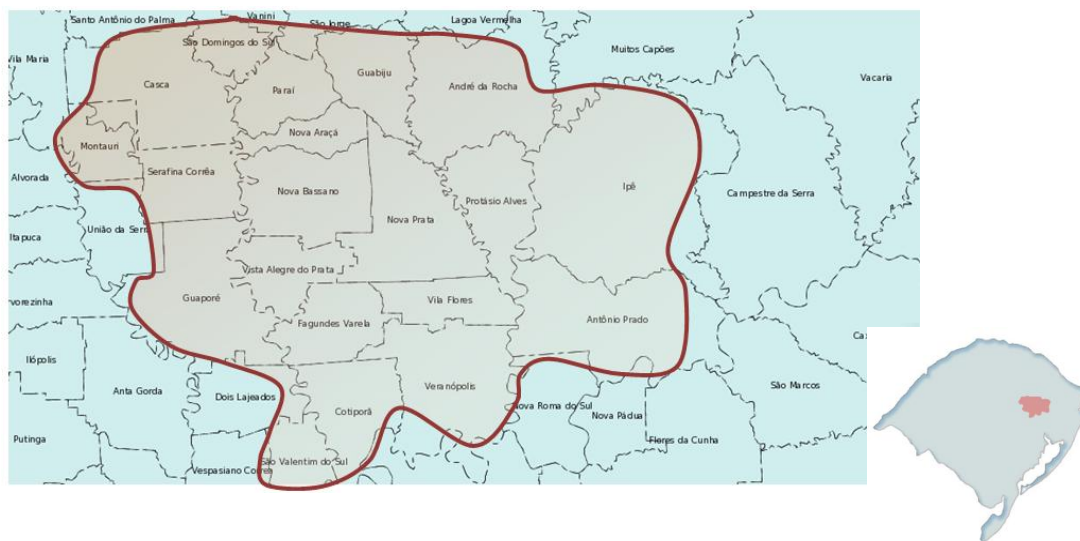 Santo Antônio do Palma
Vanini
São Jorge
Lagoa Vermelha
São Domingos do Sul
Muitos Capões
Vila Maria
Guabiju
Vacaria
Casca
Paraí
André da Rocha
Nova Araçá
Montauri
Serafina Corrêa
Alvorada
Nova Bassano
Ipê
Campestre da Serra
Protásio Alves
Nova Prata
União da Serr
Itapuca
Vista Alegre do Prata
Guaporé
Vila Flores
rvorezinha
Fagundes Varela
Antônio Prado
Ca
Ilópolis
Veranópolis
São Marcos
Anta Gorda
Dois Lajeados
Nova Roma do Sul
Cotiporã
Nova Pádua
Putinga
Flores da Cunha
São Valentim do Sul
Vespasiano Correa